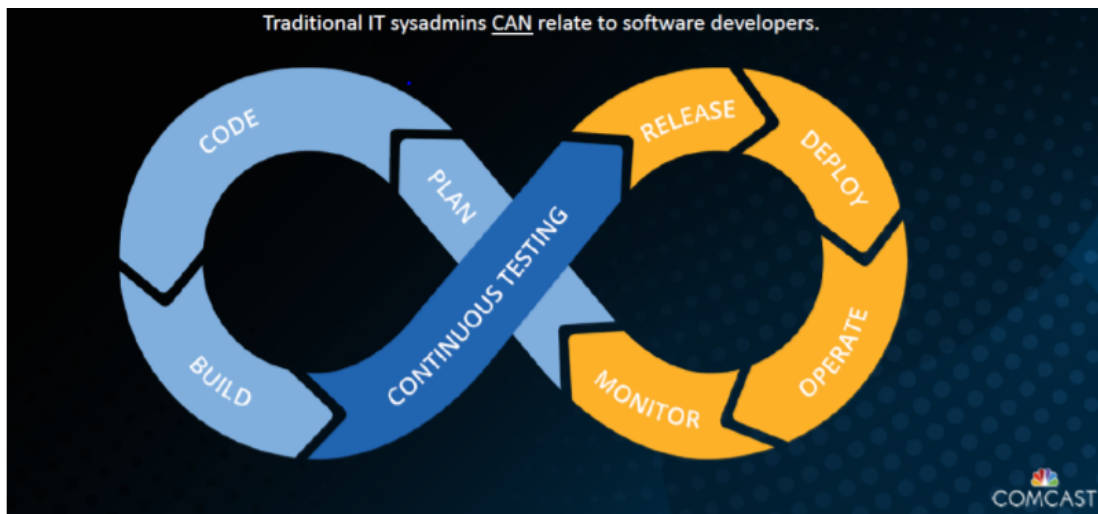 Traditional IT sysadmins CAN relate to software developers.
CODE
PLAN
BUILD
CONTINUOUS TESTING
RELEASE
DEPLOY
OPERATE
MONITOR
COMCAST